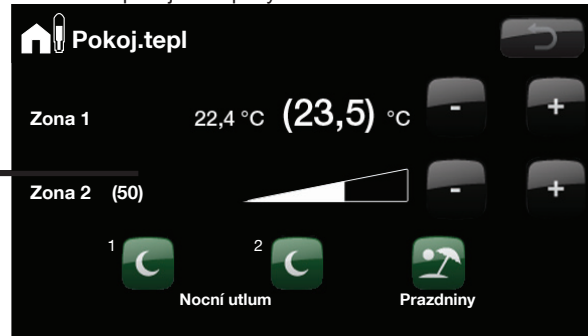 Pokoj.tepl
Zona 1 22,4 °C (23,5) °C - +
Zona 2 (50) - +
1 2
Nocní utlum Prazdniny